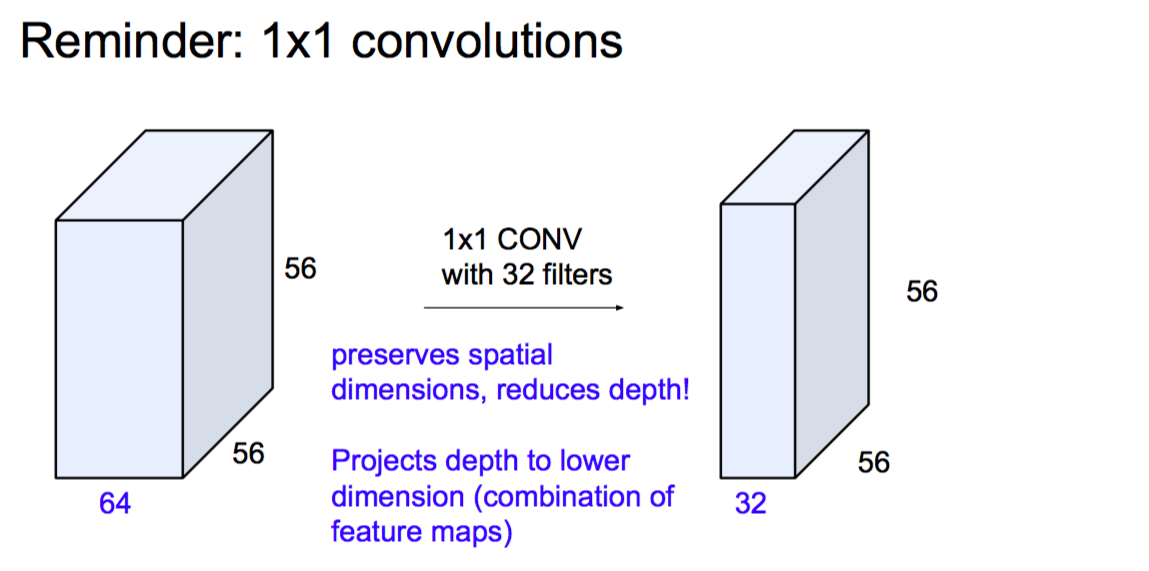 Reminder: 1x1 convolutions
56
56
64
1x1 CONV
with 32 filters
preserves spatial
dimensions, reduces depth!
Projects depth to lower
dimension (combination of
feature maps)
56
56
32